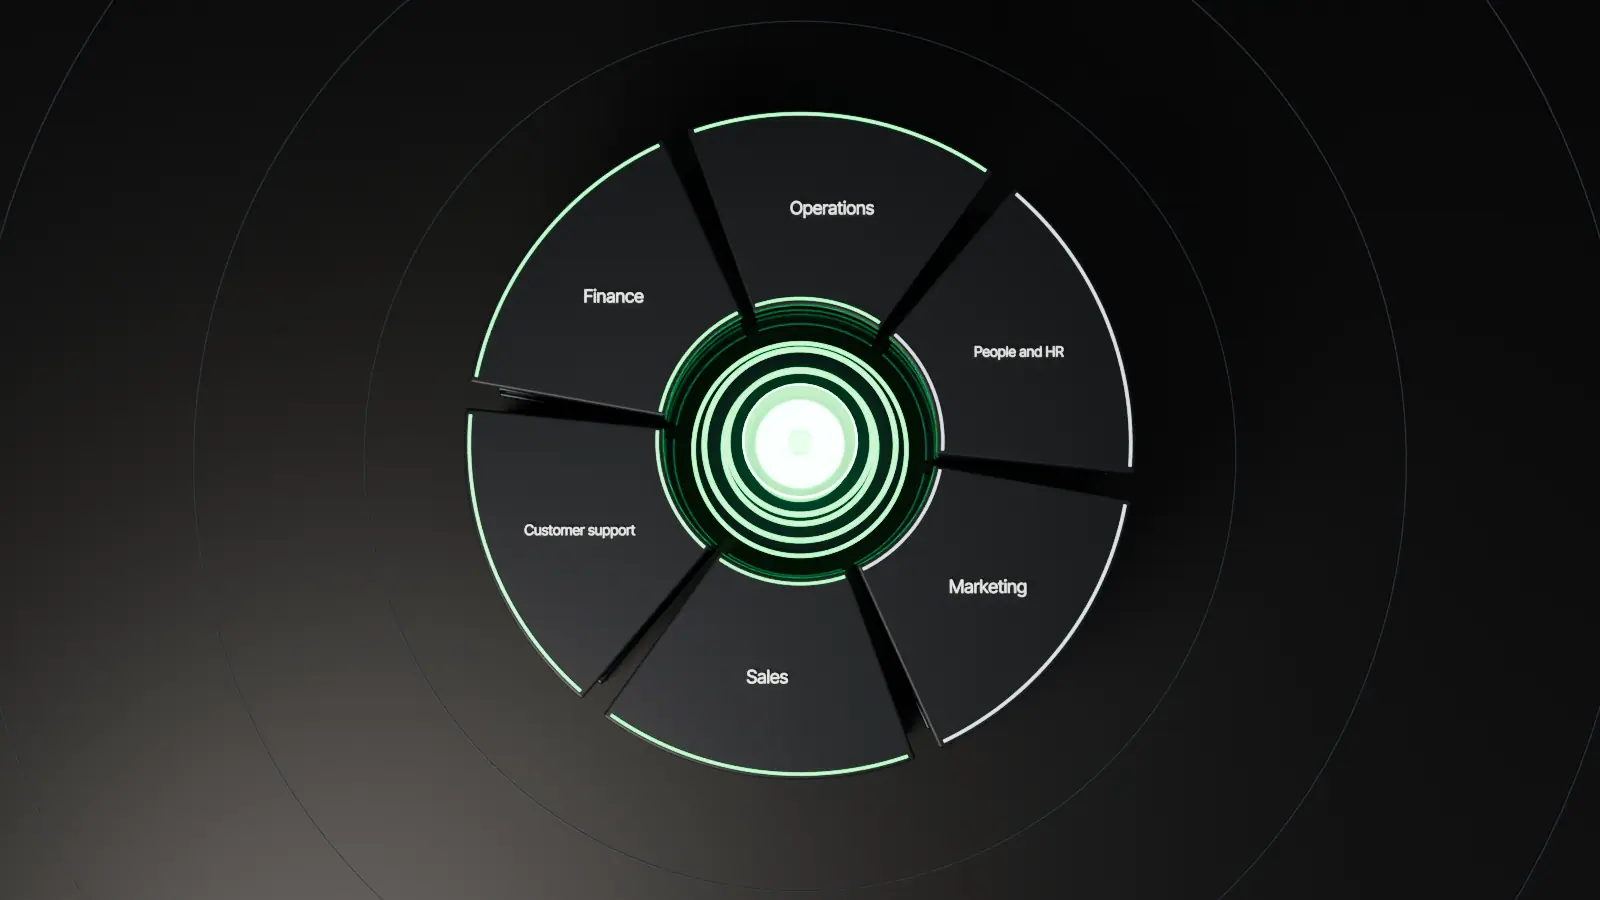 Operations
Finance
People and HR
Customer support
Marketing
Sales